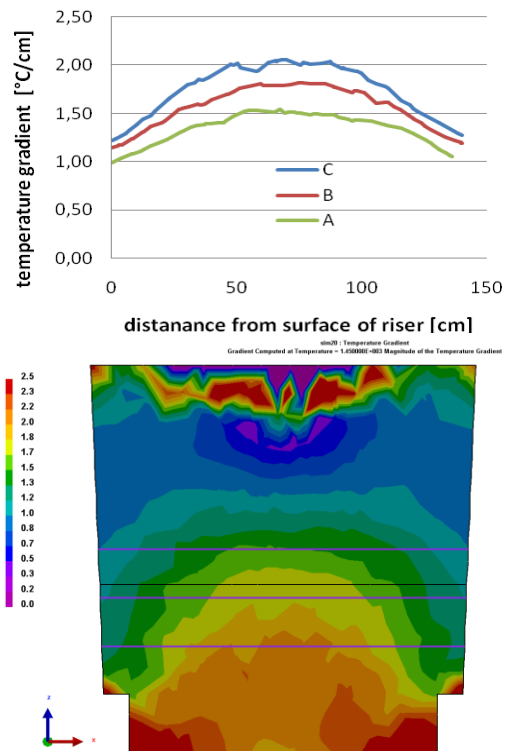 2,50
2,00
1,50
1,00
0,50
0,00
temperature gradient [°C/cm]
C
B
A
0
50
100
150
distanance from surface of riser [cm]
sim20 : Temperature Gradient
Gradient Computed at Temperature = 1.450000E+003 Magnitude of the Temperature Gradient
2.5
2.3
2.2
2.0
1.8
1.7
1.5
1.3
1.2
1.0
0.8
0.7
0.5
0.3
0.2
0.0
z
x